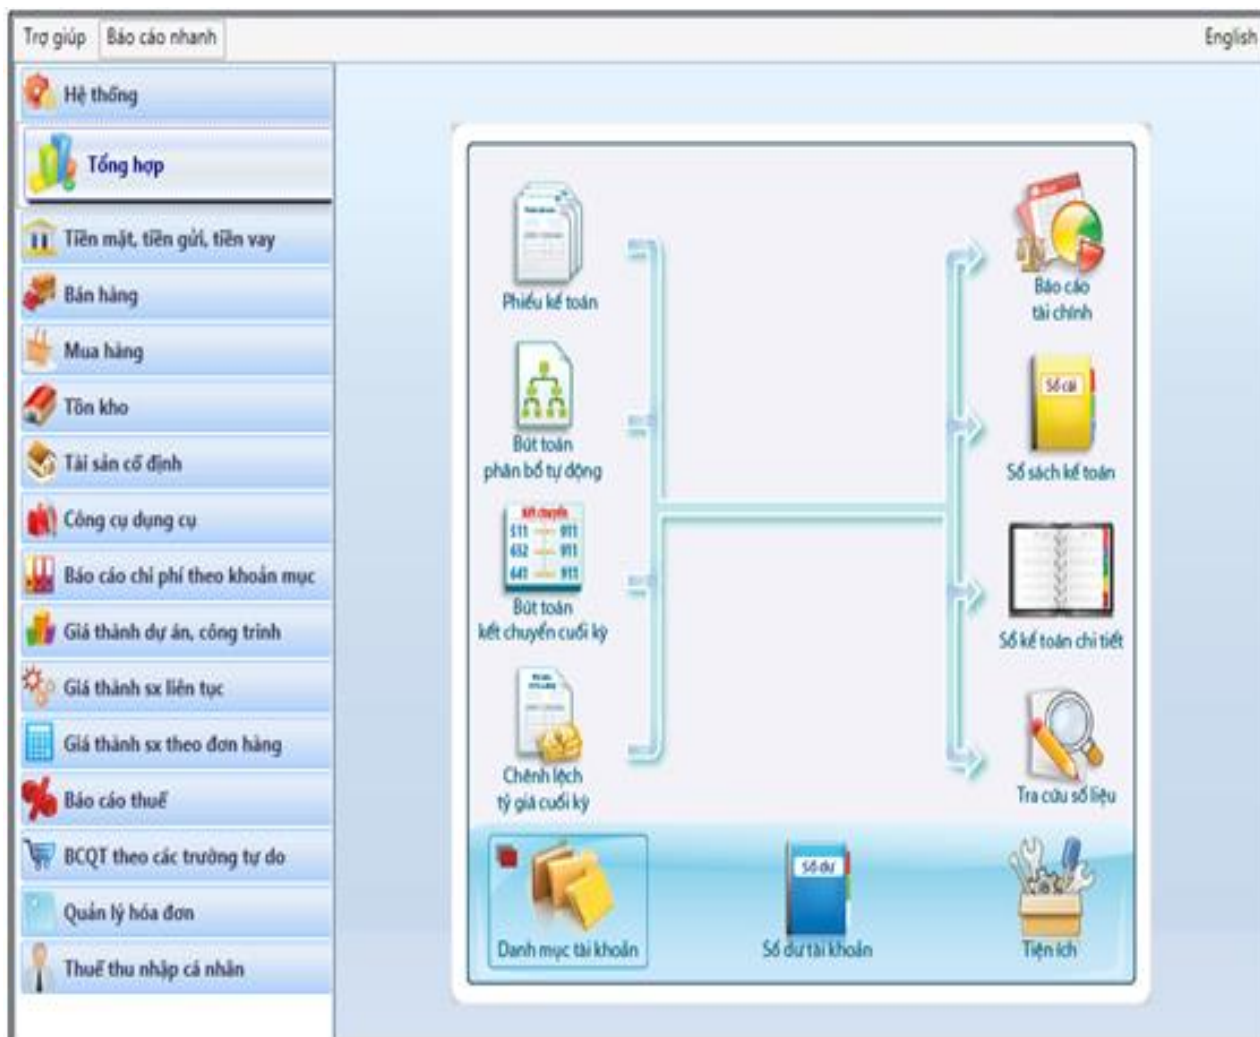 Trợ giúp Báo cáo nhanh English
Hệ thống
Tổng hợp
Tiền mặt, tiền gửi, tiền vay
Bán hàng
Mua hàng
Tồn kho
Tài sản cố định
Công cụ dụng cụ
Báo cáo chi phí theo khoản mục
Giá thành dự án, công trình
Giá thành sx liên tục
Giá thành sx theo đơn hàng
Báo cáo thuế
BCQT theo các trường tự do
Quản lý hóa đơn
Thuế thu nhập cá nhân
Phiếu kế toán
Bút toán
phân bổ tự động
Kết chuyển
511 911
632 911
641 911
Bút toán
kết chuyển cuối kỳ
Chênh lệch
tỷ giá cuối kỳ
Báo cáo
tài chính
Sổ cái
Sổ sách kế toán
Sổ kế toán chi tiết
Tra cứu số liệu
Danh mục tài khoản
Số dư
Số dư tài khoản
Tiện ích